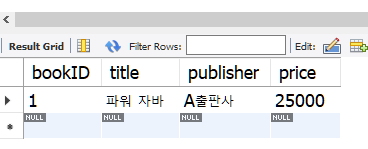 Result Grid Filter Rows: Edit:
bookID title publisher price
1 파워 자바 A출판사 25000
NULL NULL NULL NULL